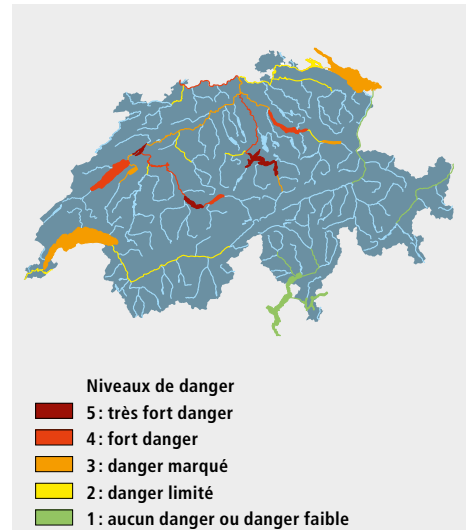 Niveaux de danger
5 : très fort danger
4 : fort danger
3 : danger marqué
2 : danger limité
1 : aucun danger ou danger faible